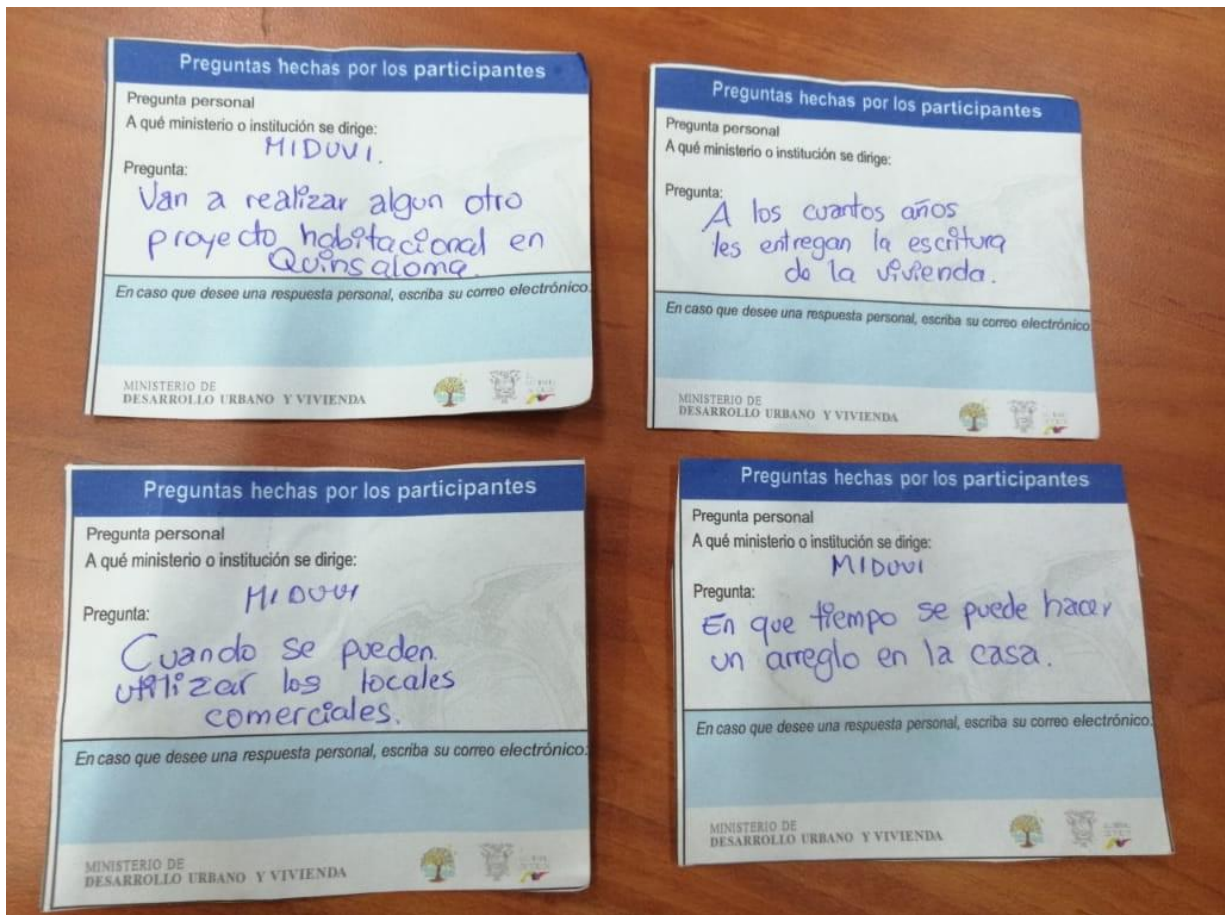 Preguntas hechas por los participantes
Pregunta personal
A qué ministerio o institución se dirige:
MIDUVI.
Pregunta:
Van a realizar algun otro
proyecto habitacional en
Quinsaloma.
En caso que desee una respuesta personal, escriba su correo electrónico:
MINISTERIO DE
DESARROLLO URBANO Y VIVIENDA
Preguntas hechas por los participantes
Pregunta personal
A qué ministerio o institución se dirige:
Pregunta:
A los cuantos años
les entregan la escritura
de la vivienda.
En caso que desee una respuesta personal, escriba su correo electrónico
MINISTERIO DE
DESARROLLO URBANO Y VIVIENDA
Preguntas hechas por los participantes
Pregunta personal
A qué ministerio o institución se dirige:
MIDUVI
Pregunta:
Cuando se pueden
utilizar los locales
comerciales.
En caso que desee una respuesta personal, escriba su correo electrónico:
MINISTERIO DE
DESARROLLO URBANO Y VIVIENDA
Preguntas hechas por los participantes
Pregunta personal
A qué ministerio o institución se dirige:
MIDUVI
Pregunta:
En que tiempo se puede hacer
un arreglo en la casa.
En caso que desee una respuesta personal, escriba su correo electrónico:
MINISTERIO DE
DESARROLLO URBANO Y VIVIENDA